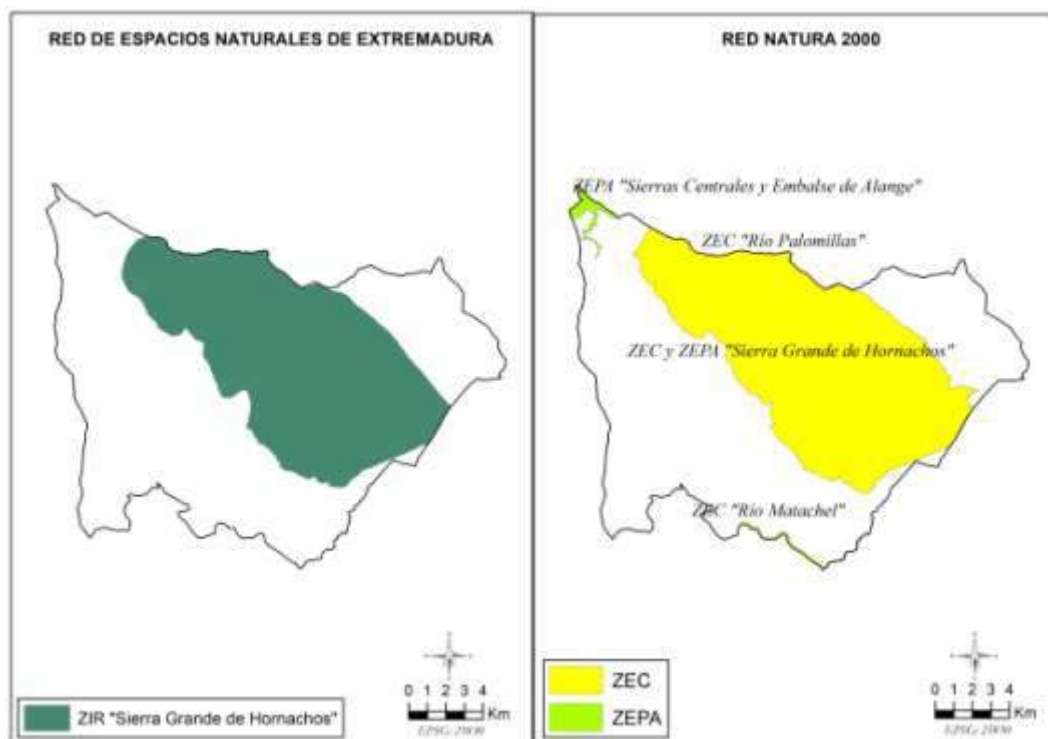 RED DE ESPACIOS NATURALES DE EXTREMADURA
ZIR "Sierra Grande de Hornachos"
0 1 2 3 4
Km
RED NATURA 2000
ZEPA "Sierras Centrales y Embalse de Alange"
ZEC "Río Palomillas"
ZEC y ZEPA "Sierra Grande de Hornachos"
ZEC "Río Matachel"
ZEC
ZEPA
0 1 2 3 4
Km